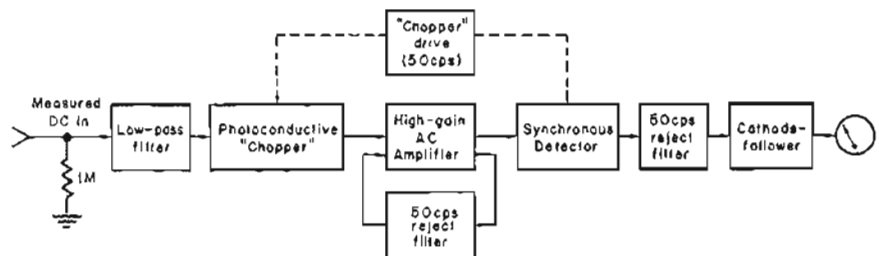 "Chopper"
drive
(50cps)
Measured
DC in
Low-pass
filter
Photoconductive
"Chopper"
High-gain
AC
Amplifier
Synchronous
Detector
50cps
reject
filter
Cathode-
follower
1M
50cps
reject
filter